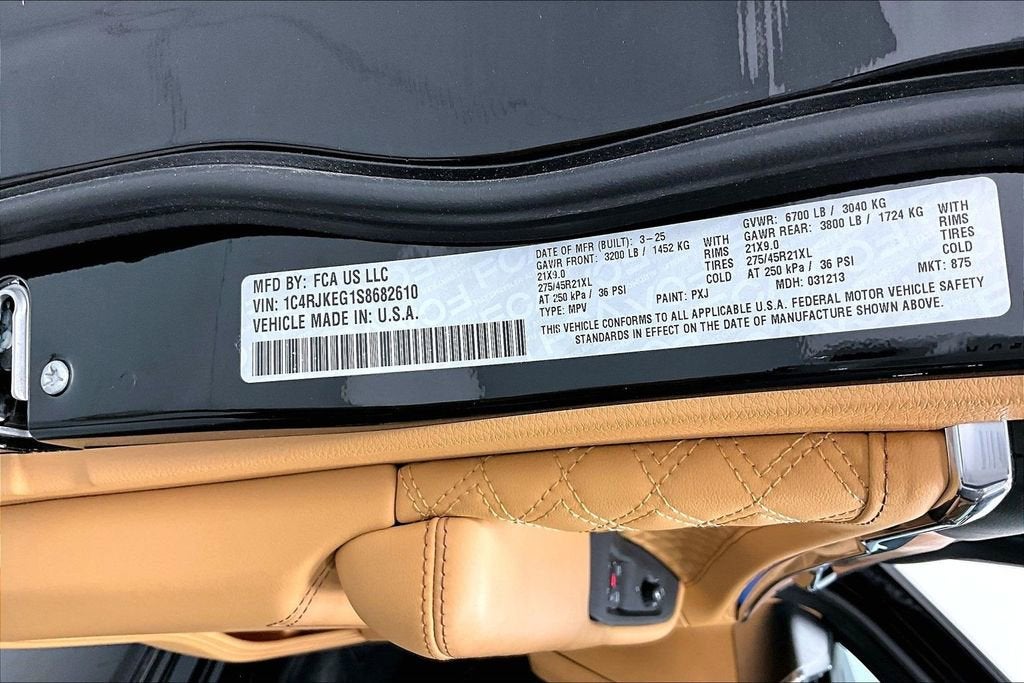 MFD BY: FCA US LLC
VIN: 1C4RJKEG1S8682610
VEHICLE MADE IN: U.S.A.
DATE OF MFR (BUILT): 3-25
GAWR FRONT: 3200 LB / 1452 KG WITH
21X9.0 RIMS
275/45R21XL TIRES
AT 250 kPa / 36 PSI COLD
TYPE: MPV
PAINT: PXJ
GVWR: 6700 LB / 3040 KG
GAWR REAR: 3800 LB / 1724 KG WITH
21X9.0 RIMS
275/45R21XL TIRES
AT 250 kPa / 36 PSI COLD
MDH: 031213
MKT: 875
THIS VEHICLE CONFORMS TO ALL APPLICABLE U.S.A. FEDERAL MOTOR VEHICLE SAFETY
STANDARDS IN EFFECT ON THE DATE OF MANUFACTURE SHOWN ABOVE.